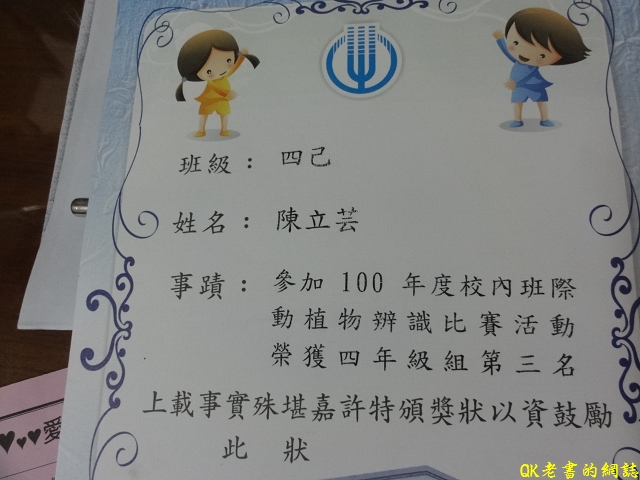 班級：四己
姓名：陳立芸
事蹟：參加 100 年度校內班際
動植物辨識比賽活動
榮獲四年級組第三名
上載事實殊堪嘉許特頒獎狀以資鼓勵
此狀
♥♥♥愛
QK老書的網誌